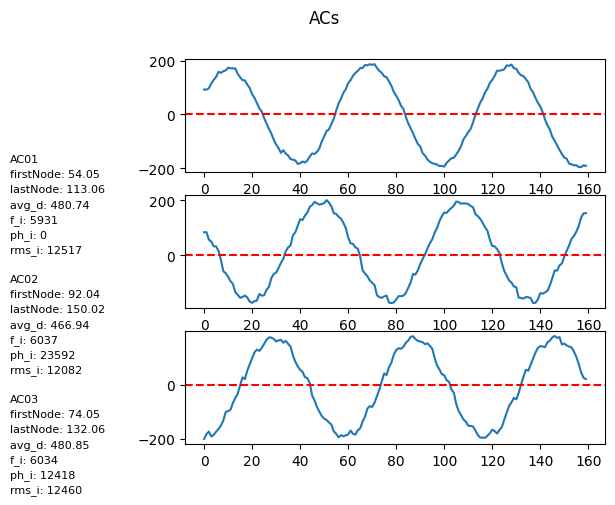 ACs
200
0
−200
0 20 40 60 80 100 120 140 160
AC01
firstNode: 54.05
lastNode: 113.06
avg_d: 480.74
f_i: 5931
ph_i: 0
rms_i: 12517
200
0
0 20 40 60 80 100 120 140 160
AC02
firstNode: 92.04
lastNode: 150.02
avg_d: 466.94
f_i: 6037
ph_i: 23592
rms_i: 12082
0
−200
0 20 40 60 80 100 120 140 160
AC03
firstNode: 74.05
lastNode: 132.06
avg_d: 480.85
f_i: 6034
ph_i: 12418
rms_i: 12460